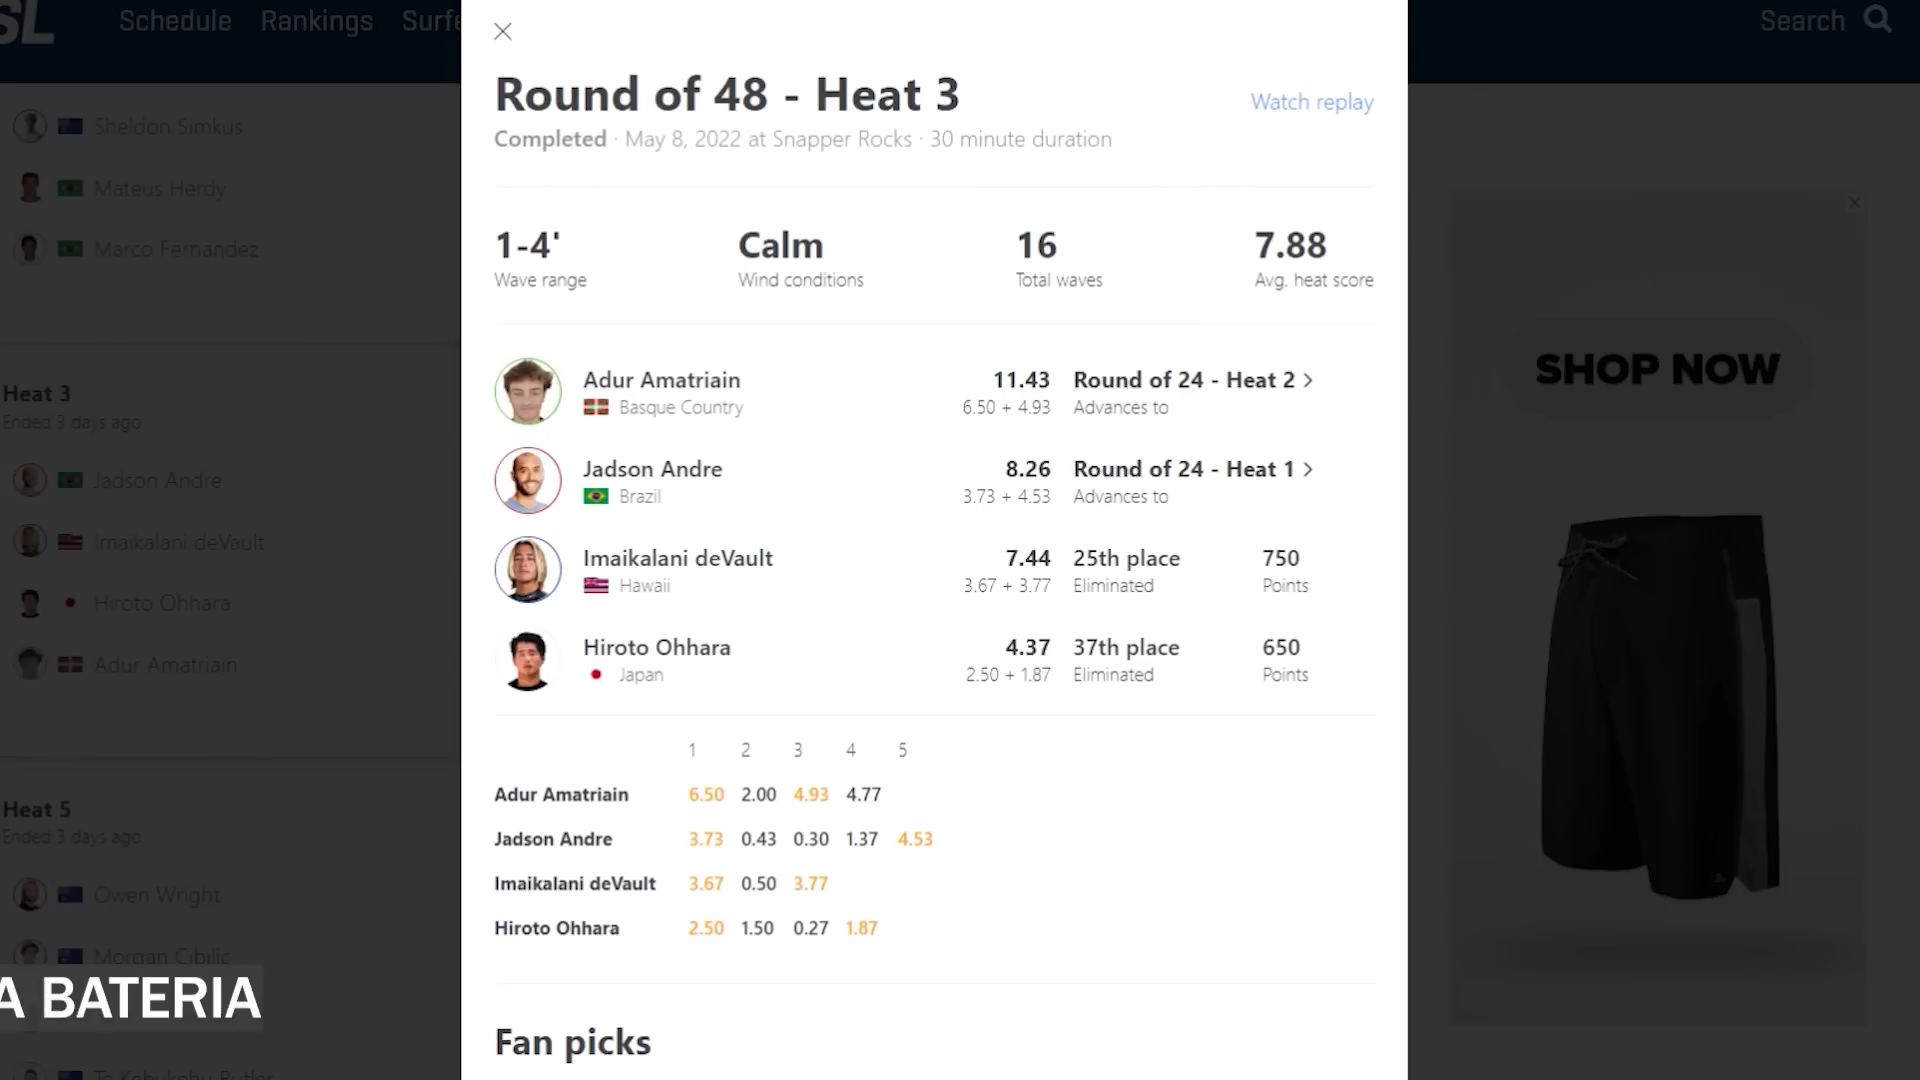 SL
Schedule Rankings Surfe
Search
Sheldon Simkus
Mateus Herdy
Marco Fernandez
Heat 3
Ended 3 days ago
Jadson Andre
Imaikalani deVault
Hiroto Ohhara
Adur Amatriain
Heat 5
Ended 3 days ago
Owen Wright
Morgan Cibilic
A BATERIA
Round of 48 - Heat 3
Watch replay
Completed · May 8, 2022 at Snapper Rocks · 30 minute duration
1-4' Calm 16 7.88
Wave range Wind conditions Total waves Avg. heat score
Adur Amatriain 11.43 Round of 24 - Heat 2 >
Basque Country 6.50 + 4.93 Advances to
Jadson Andre 8.26 Round of 24 - Heat 1 >
Brazil 3.73 + 4.53 Advances to
Imaikalani deVault 7.44 25th place 750
Hawaii 3.67 + 3.77 Eliminated Points
Hiroto Ohhara 4.37 37th place 650
Japan 2.50 + 1.87 Eliminated Points
1 2 3 4 5
Adur Amatriain 6.50 2.00 4.93 4.77
Jadson Andre 3.73 0.43 0.30 1.37 4.53
Imaikalani deVault 3.67 0.50 3.77
Hiroto Ohhara 2.50 1.50 0.27 1.87
Fan picks
SHOP NOW